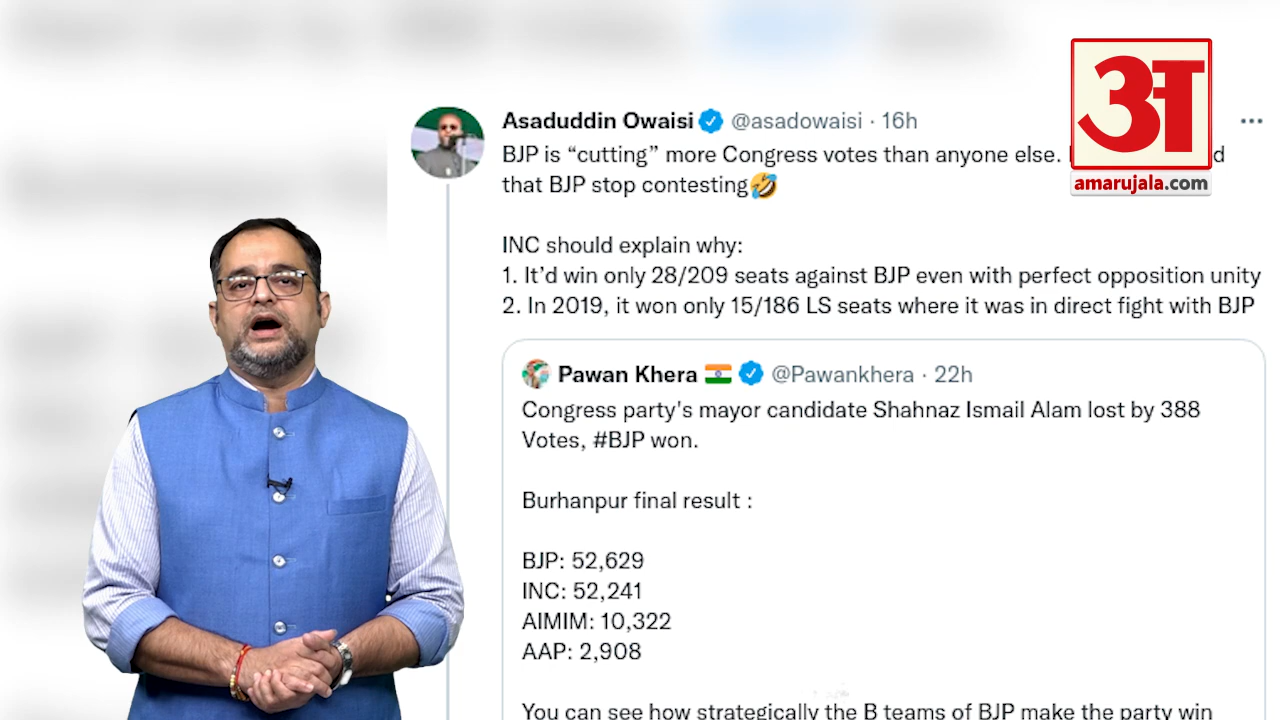 Asaduddin Owaisi @asadowaisi · 16h
BJP is “cutting” more Congress votes than anyone else.
that BJP stop contesting🤣
INC should explain why:
1. It’d win only 28/209 seats against BJP even with perfect opposition unity
2. In 2019, it won only 15/186 LS seats where it was in direct fight with BJP
Pawan Khera 🇮🇳 @Pawankhera · 22h
Congress party's mayor candidate Shahnaz Ismail Alam lost by 388
Votes, #BJP won.
Burhanpur final result :
BJP: 52,629
INC: 52,241
AIMIM: 10,322
AAP: 2,908
You can see how strategically the B teams of BJP make the party win
अ
amarujala.com